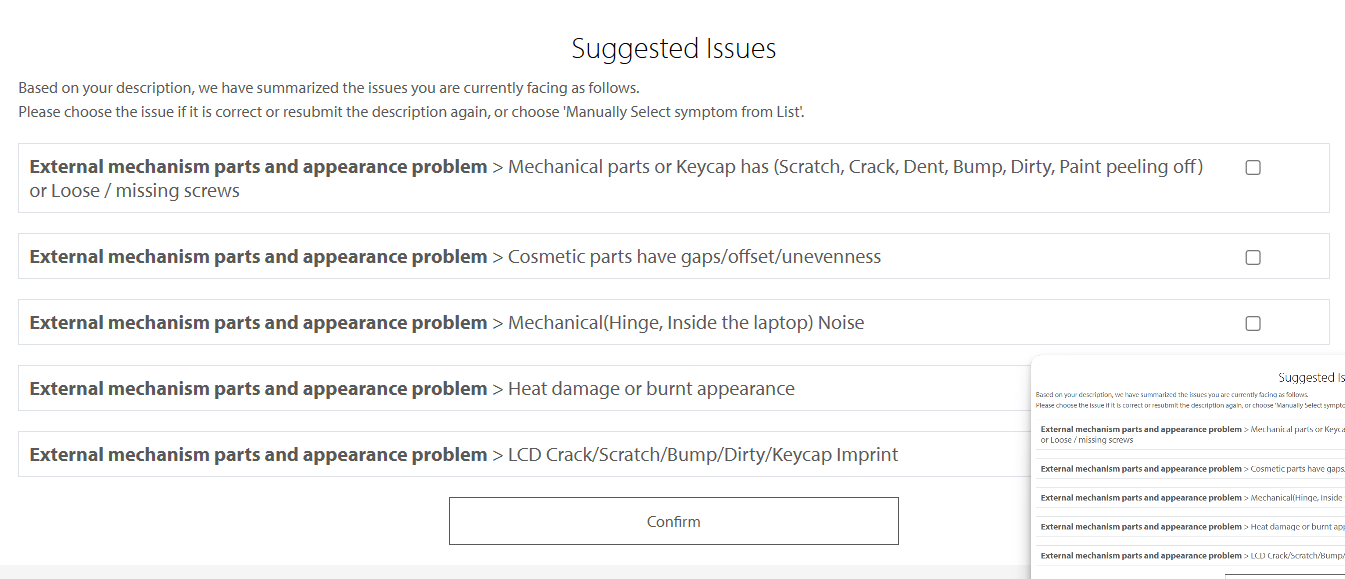 Suggested Issues
Based on your description, we have summarized the issues you are currently facing as follows.
Please choose the issue if it is correct or resubmit the description again, or choose 'Manually Select symptom from List'.
External mechanism parts and appearance problem > Mechanical parts or Keycap has (Scratch, Crack, Dent, Bump, Dirty, Paint peeling off)
or Loose / missing screws
External mechanism parts and appearance problem > Cosmetic parts have gaps/offset/unevenness
External mechanism parts and appearance problem > Mechanical(Hinge, Inside the laptop) Noise
External mechanism parts and appearance problem > Heat damage or burnt appearance
External mechanism parts and appearance problem > LCD Crack/Scratch/Bump/Dirty/Keycap Imprint
Confirm
Suggested Is
Based on your description, we have summarized the issues you are currently facing as follows.
Please choose the issue if it is correct or resubmit the description again, or choose 'Manually Select sympto
External mechanism parts and appearance problem > Mechanical parts or Keyca
or Loose / missing screws
External mechanism parts and appearance problem > Cosmetic parts have gaps/
External mechanism parts and appearance problem > Mechanical(Hinge, Inside
External mechanism parts and appearance problem > Heat damage or burnt app
External mechanism parts and appearance problem > LCD Crack/Scratch/Bump/